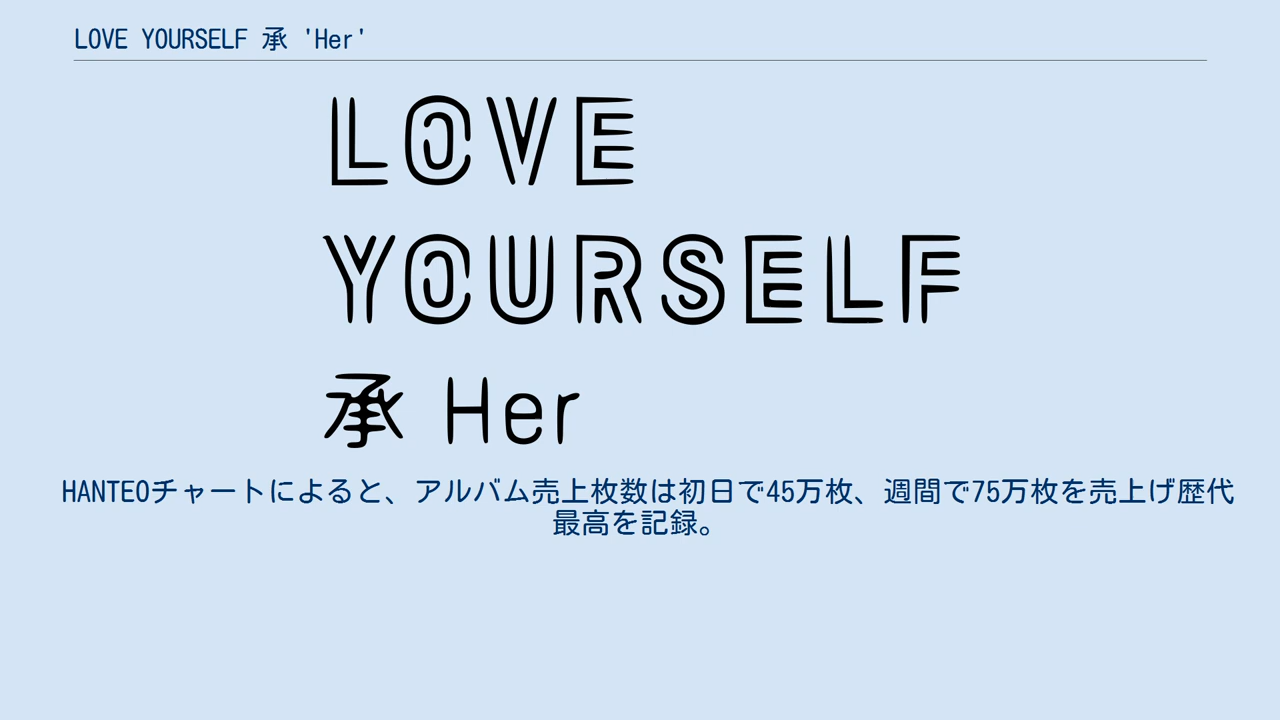 LOVE YOURSELF 承 'Her'
LOVE
YOURSELF
承 Her
HANTEOチャートによると、アルバム売上枚数は初日で45万枚、週間で75万枚を売上げ歴代
最高を記録。